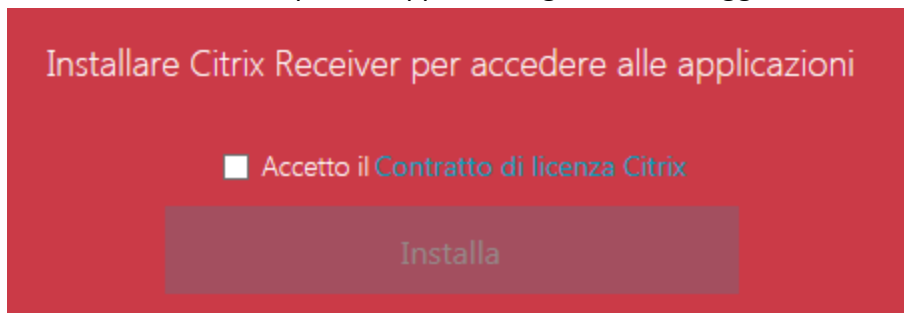 Installare Citrix Receiver per accedere alle applicazioni
Accetto il Contratto di licenza Citrix
Installa